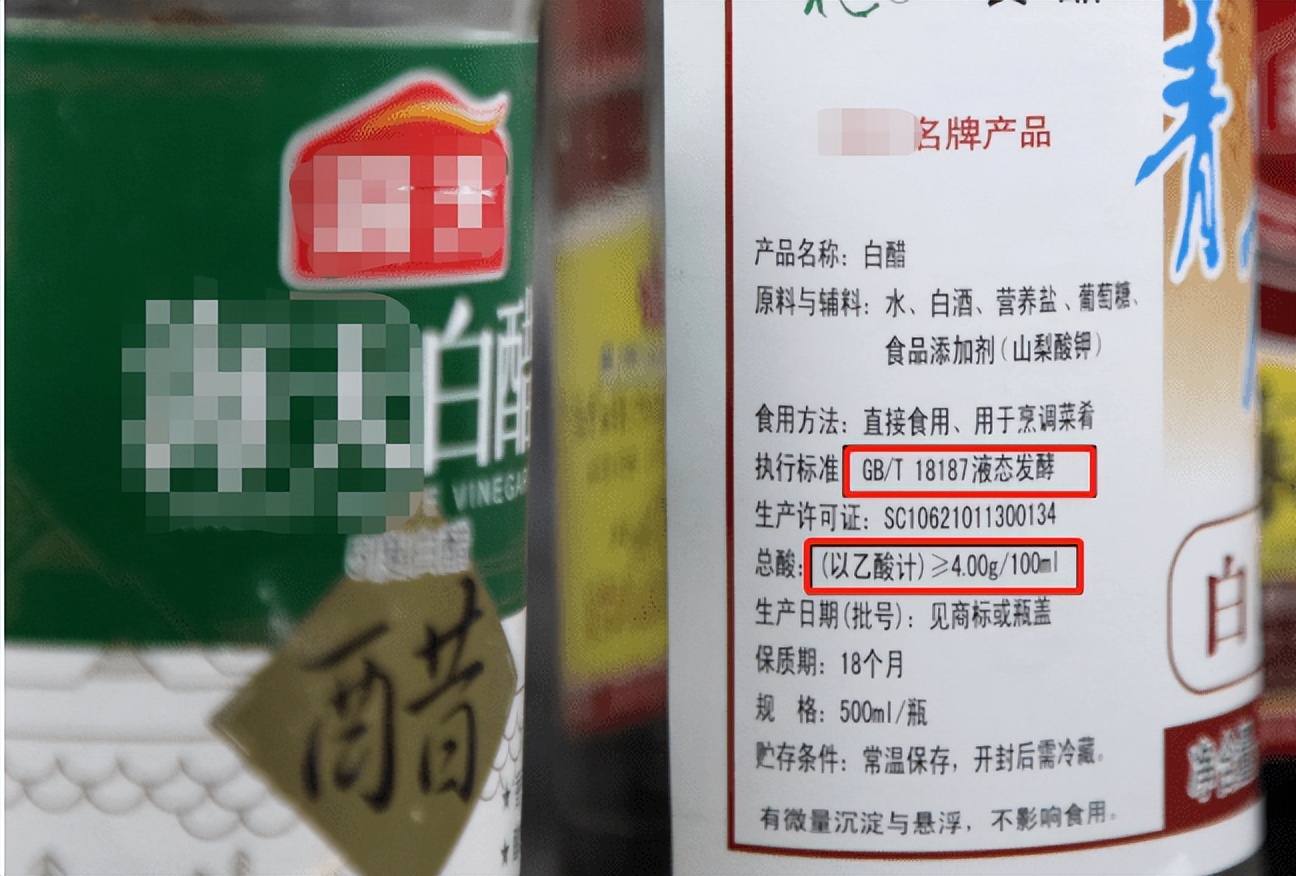 白醋
E VINEGAR
醋
名牌产品
产品名称：白醋
原料与辅料：水、白酒、营养盐、葡萄糖、
食品添加剂（山梨酸钾）
食用方法：直接食用、用于烹调菜肴
执行标准 GB/T 18187液态发酵
生产许可证：SC10621011300134
总酸：（以乙酸计）≥4.00g/100ml
生产日期（批号）：见商标或瓶盖
保质期：18个月
规 格：500ml/瓶
贮存条件：常温保存，开封后需冷藏。
有微量沉淀与悬浮，不影响食用。
青
白
净含量